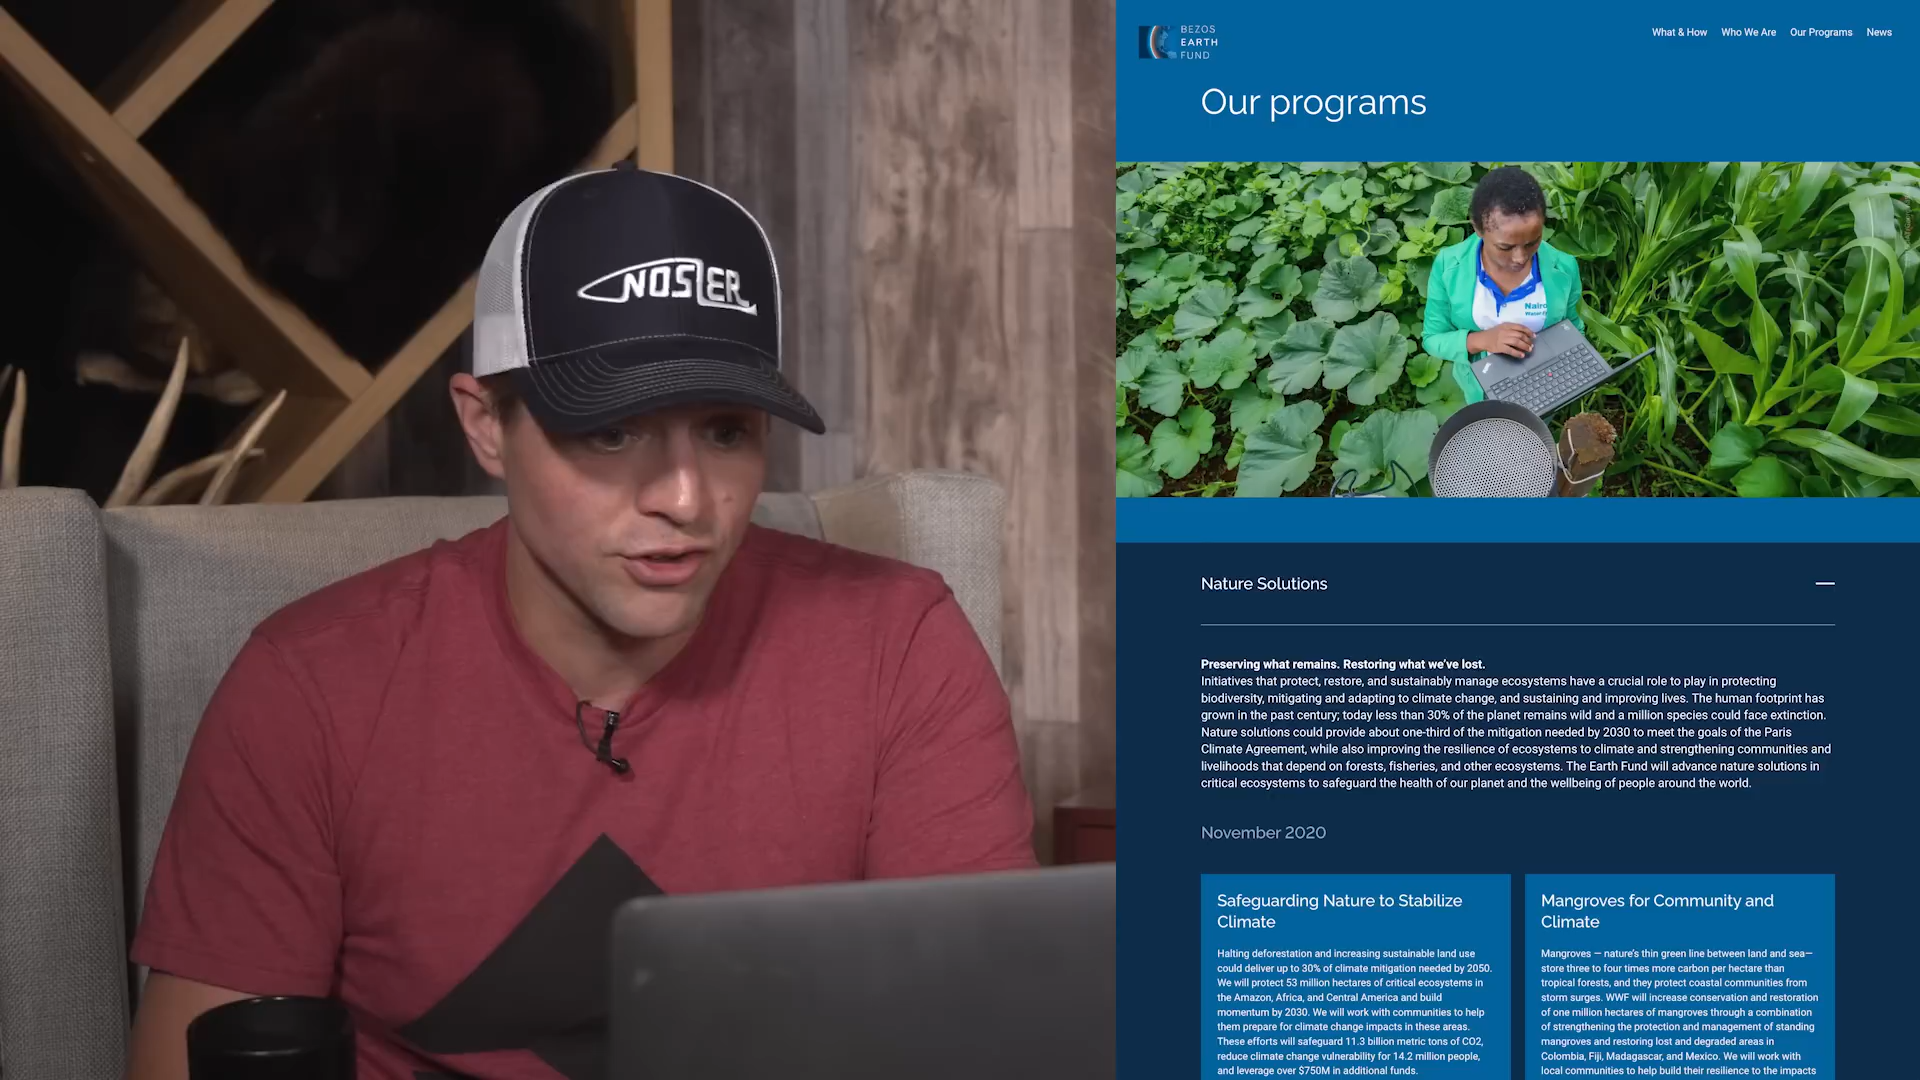 NOSLER
BEZOS
EARTH
FUND
What & How
Who We Are
Our Programs
News
Our programs
Nature Solutions
Preserving what remains. Restoring what we've lost.
Initiatives that protect, restore, and sustainably manage ecosystems have a crucial role to play in protecting
biodiversity, mitigating and adapting to climate change, and sustaining and improving lives. The human footprint has
grown in the past century; today less than 30% of the planet remains wild and a million species could face extinction.
Nature solutions could provide about one-third of the mitigation needed by 2030 to meet the goals of the Paris
Climate Agreement, while also improving the resilience of ecosystems to climate and strengthening communities and
livelihoods that depend on forests, fisheries, and other ecosystems. The Earth Fund will advance nature solutions in
critical ecosystems to safeguard the health of our planet and the wellbeing of people around the world.
November 2020
Safeguarding Nature to Stabilize
Climate
Halting deforestation and increasing sustainable land use
could deliver up to 30% of climate mitigation needed by 2050.
We will protect 53 million hectares of critical ecosystems in
the Amazon, Africa, and Central America and build
momentum by 2030. We will work with communities to help
them prepare for climate change impacts in these areas.
These efforts will safeguard 11.3 billion metric tons of CO2,
reduce climate change vulnerability for 14.2 million people,
and leverage over $750M in additional funds.
Mangroves for Community and
Climate
Mangroves — nature's thin green line between land and sea—
store three to four times more carbon per hectare than
tropical forests, and they protect coastal communities from
storm surges. WWF will increase conservation and restoration
of one million hectares of mangroves through a combination
of strengthening the protection and management of standing
mangroves and restoring lost and degraded areas in
Colombia, Fiji, Madagascar, and Mexico. We will work with
local communities to help build their resilience to the impacts